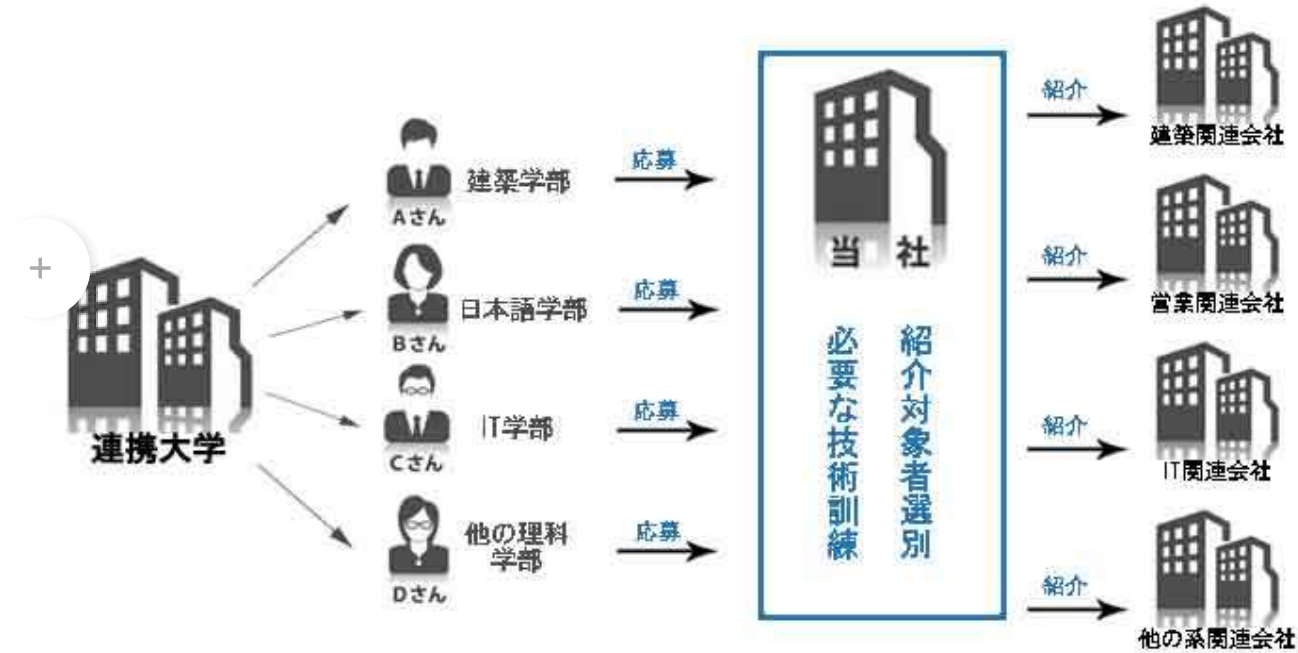 連携大学
建築学部
Aさん
日本語学部
Bさん
IT学部
Cさん
他の理科
学部
Dさん
応募
応募
応募
応募
当 社
紹介対象者選別
必要な技術訓練
紹介
建築関連会社
紹介
営業関連会社
紹介
IT関連会社
紹介
他の系関連会社